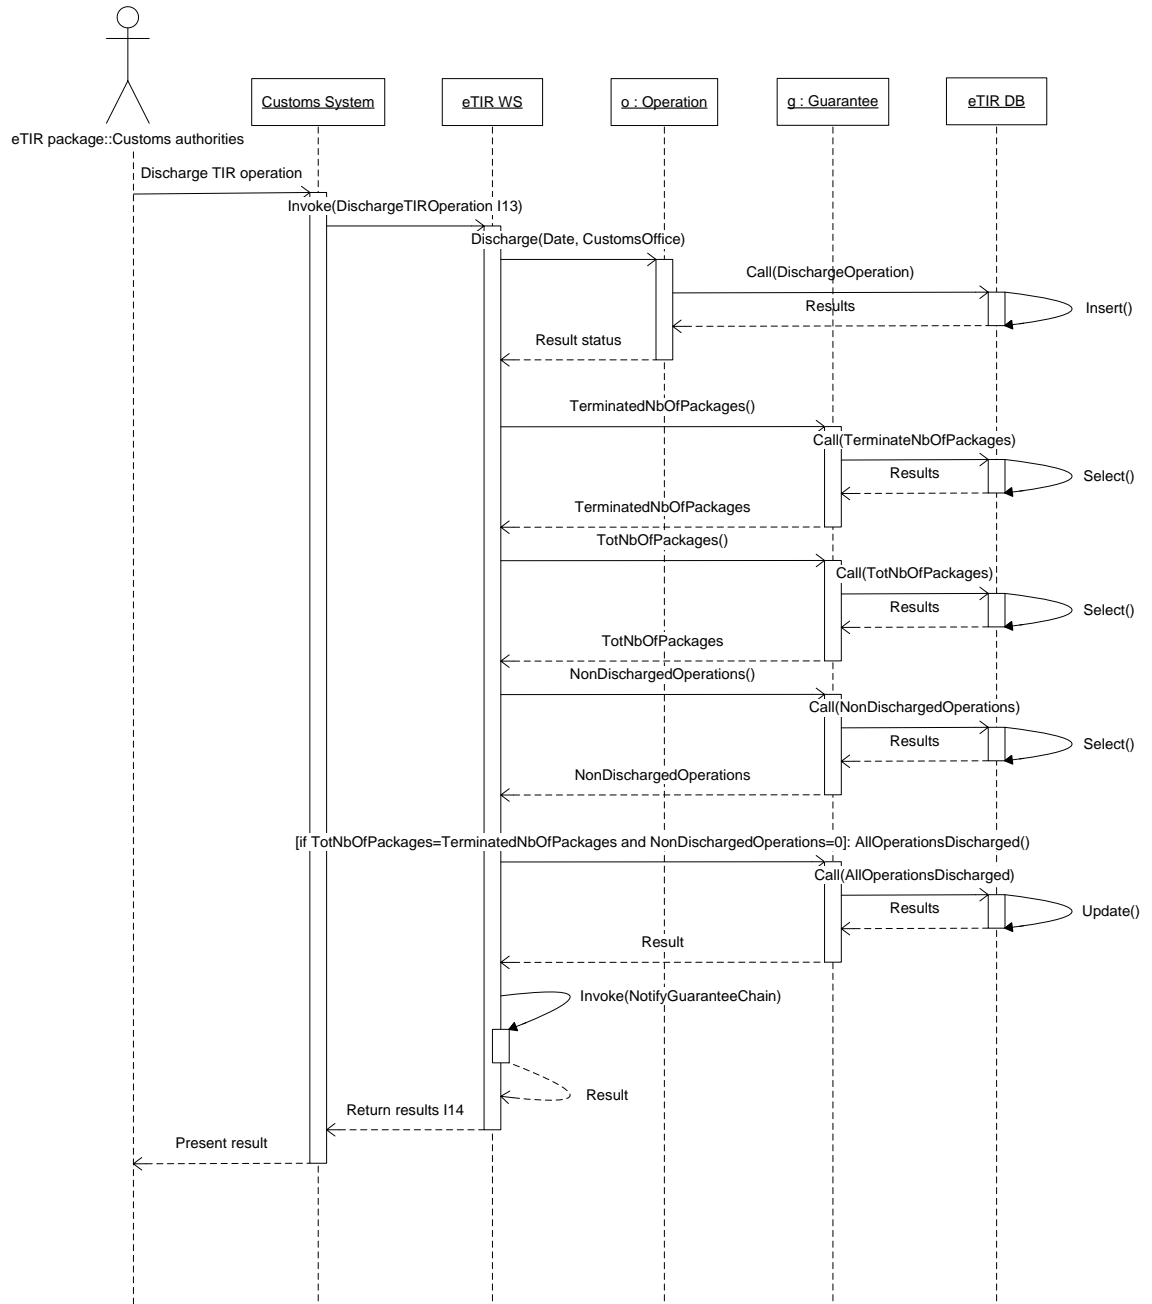 Customs System
eTIR WS
o : Operation
g : Guarantee
eTIR DB
eTIR package::Customs authorities
Discharge TIR operation
Invoke(DischargeTIROperation I13)
Discharge(Date, CustomsOffice)
Call(DischargeOperation)
Results
Insert()
Result status
TerminatedNbOfPackages()
Call(TerminateNbOfPackages)
Results
Select()
TerminatedNbOfPackages
TotNbOfPackages()
Call(TotNbOfPackages)
Results
Select()
TotNbOfPackages
NonDischargedOperations()
Call(NonDischargedOperations)
Results
Select()
NonDischargedOperations
[if TotNbOfPackages=TerminatedNbOfPackages and NonDischargedOperations=0]: AllOperationsDischarged()
Call(AllOperationsDischarged)
Results
Update()
Result
Invoke(NotifyGuaranteeChain)
Result
Return results I14
Present result